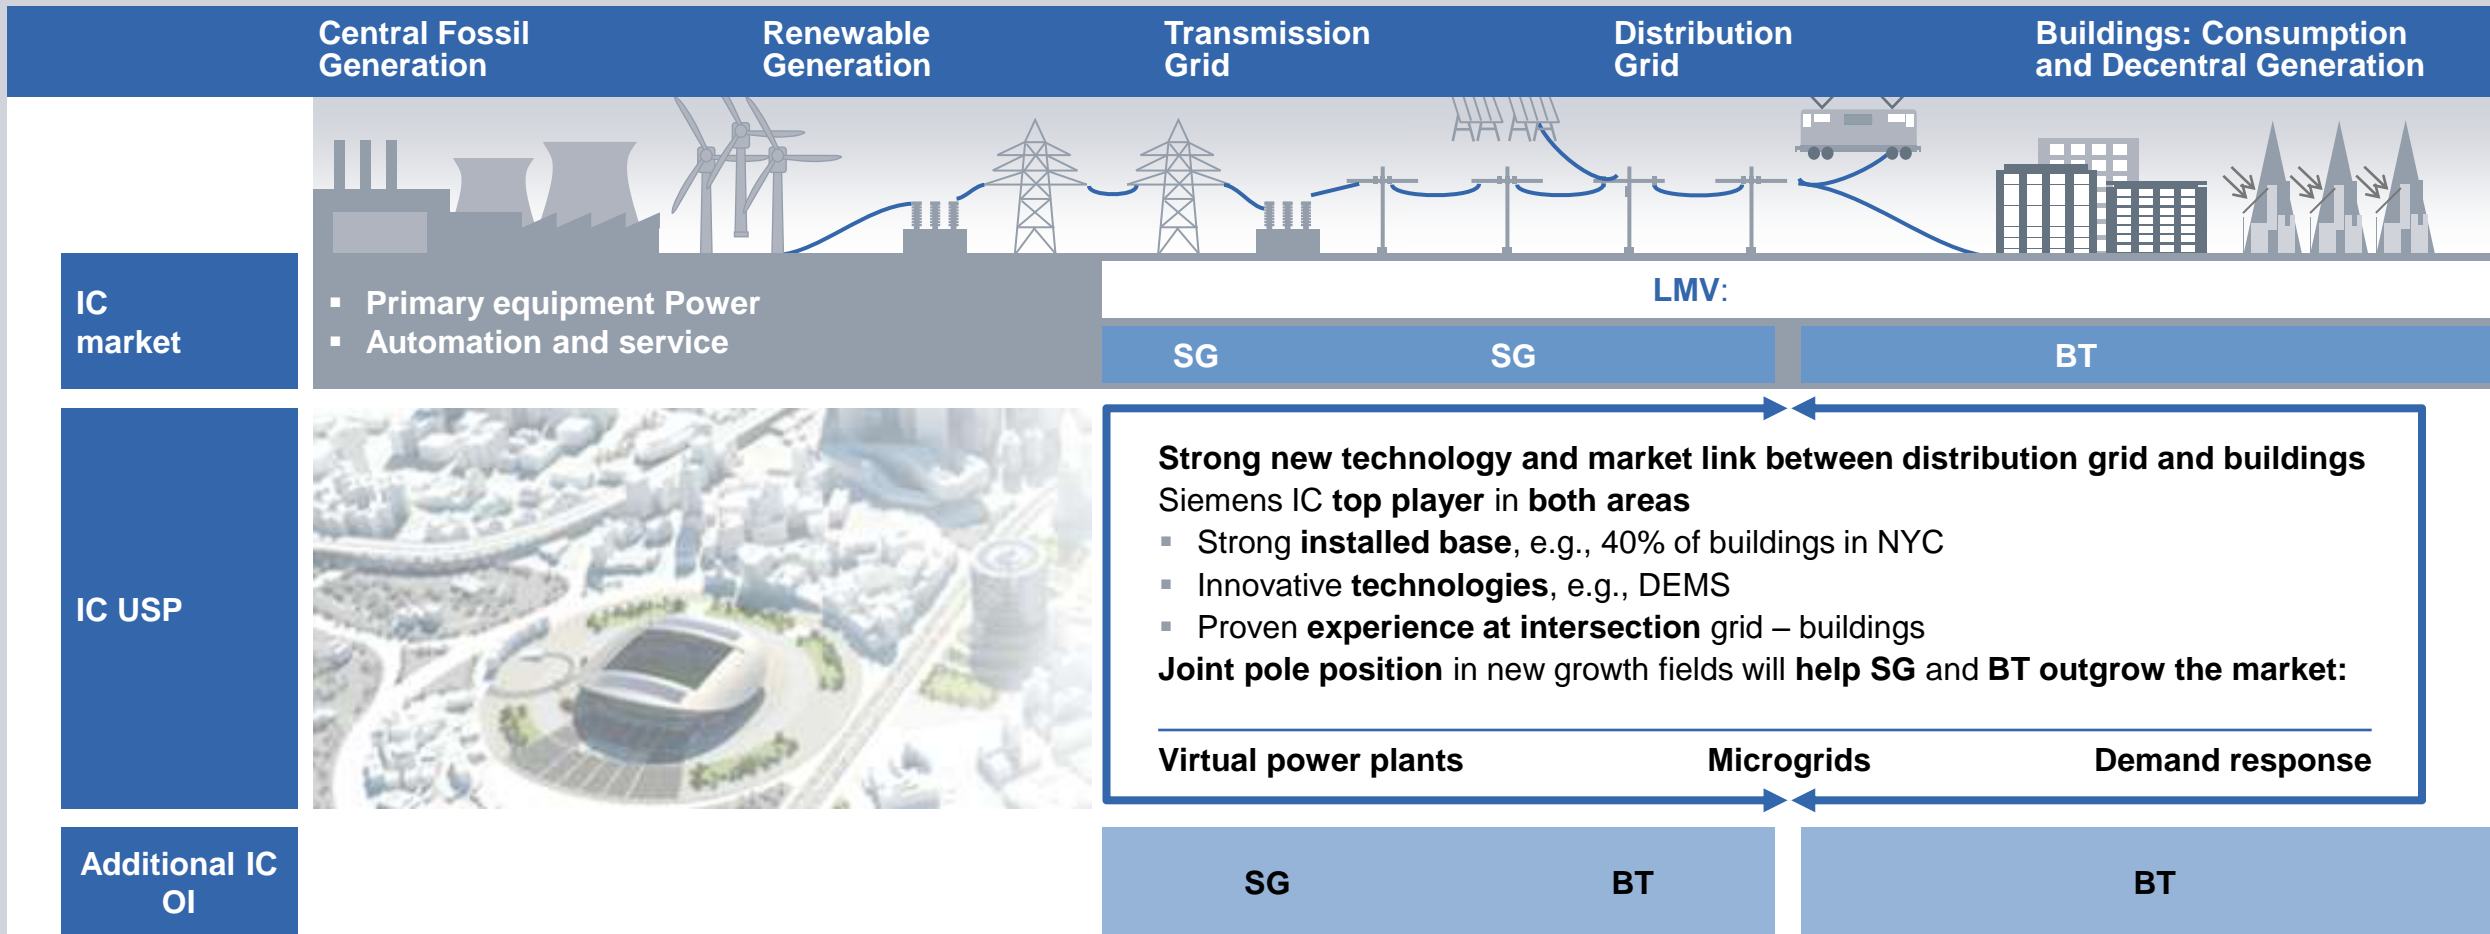 Central Fossil
Generation
Renewable
Generation
Transmission
Grid
Distribution
Grid
Buildings: Consumption
and Decentral Generation
IC
market
▪ Primary equipment Power
▪ Automation and service
LMV:
SG
SG
BT
IC USP
Strong new technology and market link between distribution grid and buildings
Siemens IC top player in both areas
▪ Strong installed base, e.g., 40% of buildings in NYC
▪ Innovative technologies, e.g., DEMS
▪ Proven experience at intersection grid – buildings
Joint pole position in new growth fields will help SG and BT outgrow the market:
Virtual power plants
Microgrids
Demand response
Additional IC
OI
SG
BT
BT